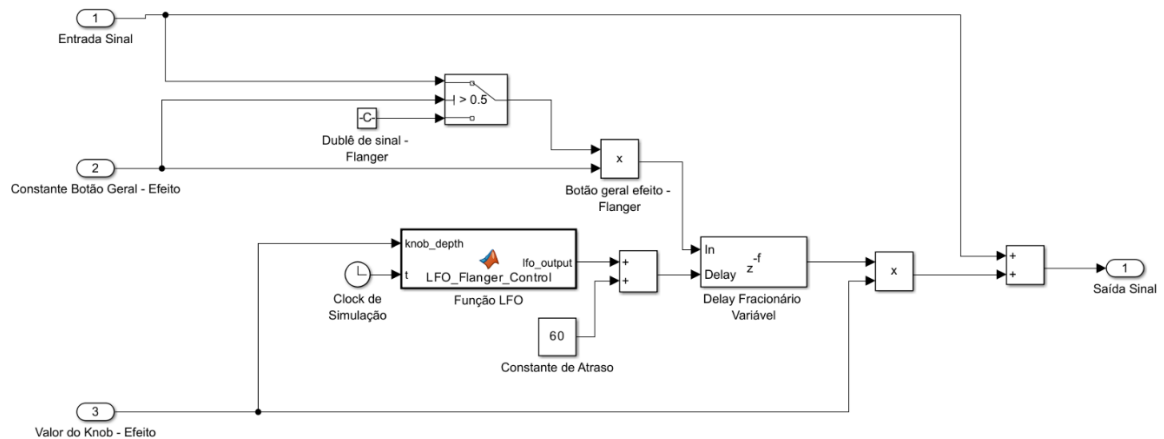 1
Entrada Sinal
> 0.5
-C-
Dublê de sinal -
Flanger
2
Constante Botão Geral - Efeito
x
Botão geral efeito -
Flanger
knob_depth
lfo_output
t
LFO_Flanger_Control
Função LFO
Clock de
Simulação
+
+
60
Constante de Atraso
In
Delay
z-f
Delay Fracionário
Variável
x
+
+
1
Saída Sinal
3
Valor do Knob - Efeito